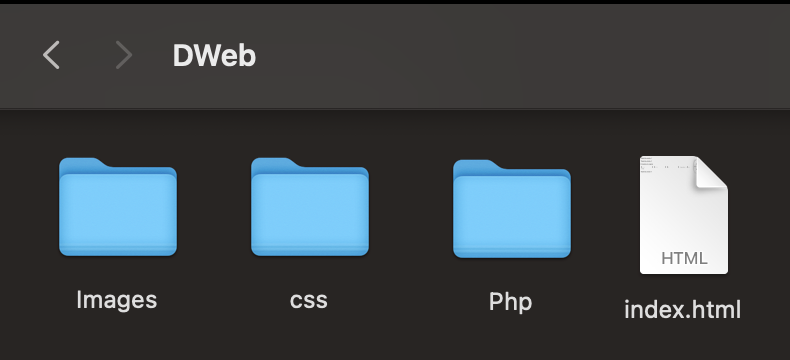 DWeb
HTML
Images
css
Php
index.html